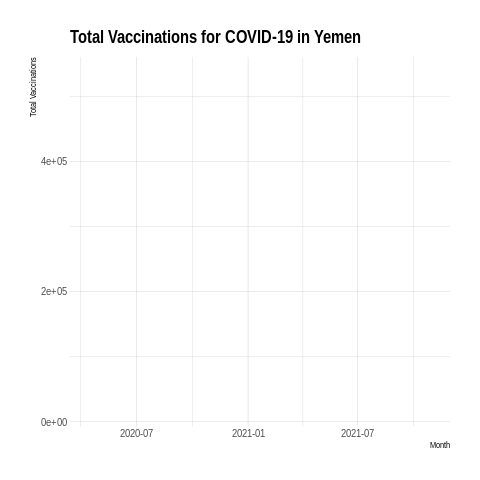 Total Vaccinations for COVID-19 in Yemen
Total Vaccinations
4e+05
2e+05
0e+00
2020-07
2021-01
2021-07
Month